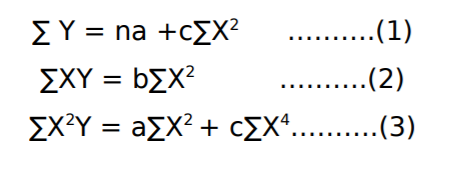 ∑ Y = na +c∑X² ..........(1)
∑XY = b∑X² ..........(2)
∑X²Y = a∑X² + c∑X⁴..........(3)